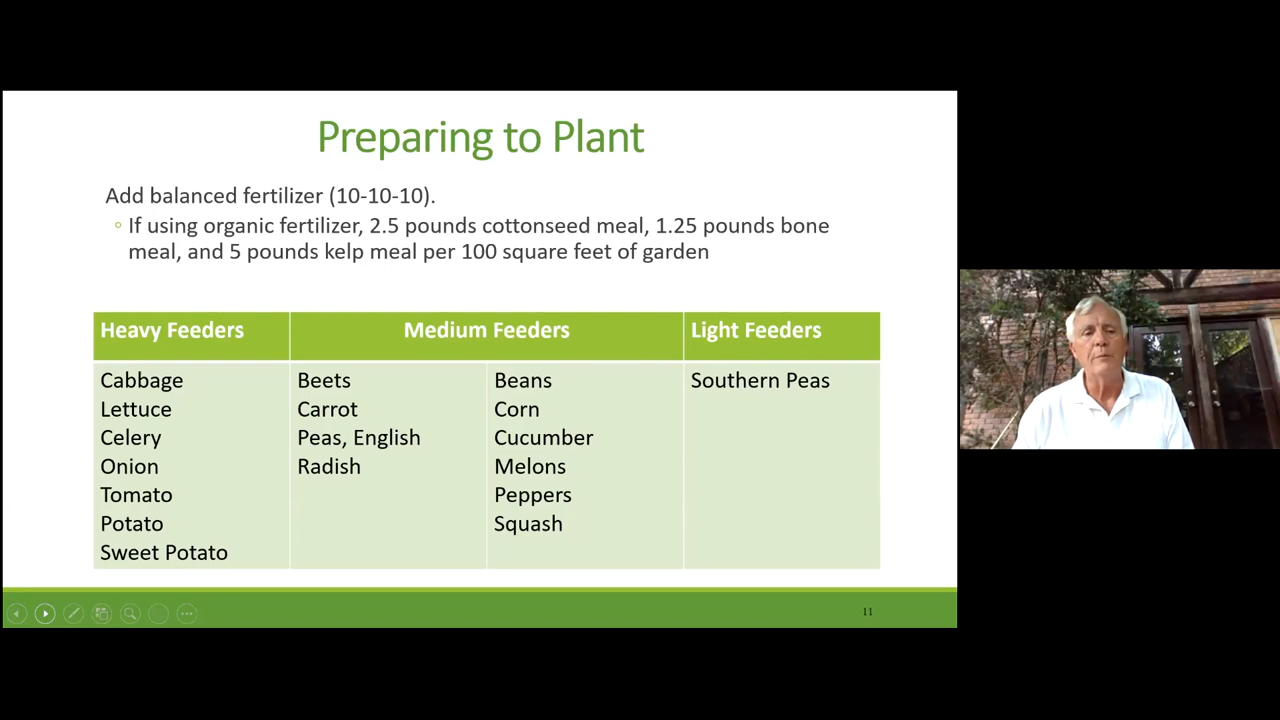 Preparing to Plant
Add balanced fertilizer (10-10-10).
◦ If using organic fertilizer, 2.5 pounds cottonseed meal, 1.25 pounds bone
meal, and 5 pounds kelp meal per 100 square feet of garden
Heavy Feeders
Medium Feeders
Light Feeders
Cabbage
Lettuce
Celery
Onion
Tomato
Potato
Sweet Potato
Beets
Carrot
Peas, English
Radish
Beans
Corn
Cucumber
Melons
Peppers
Squash
Southern Peas
11